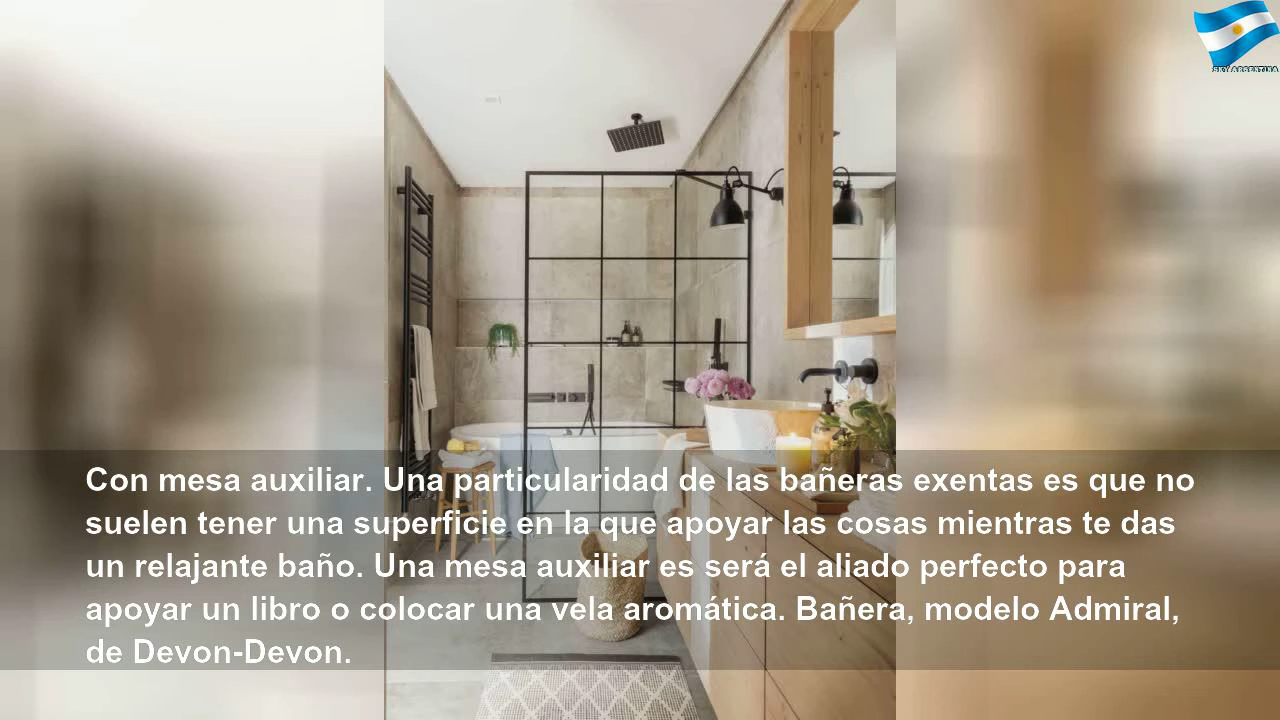 SKY ARGENTINA
Con mesa auxiliar. Una particularidad de las bañeras exentas es que no
suelen tener una superficie en la que apoyar las cosas mientras te das
un relajante baño. Una mesa auxiliar es será el aliado perfecto para
apoyar un libro o colocar una vela aromática. Bañera, modelo Admiral,
de Devon-Devon.